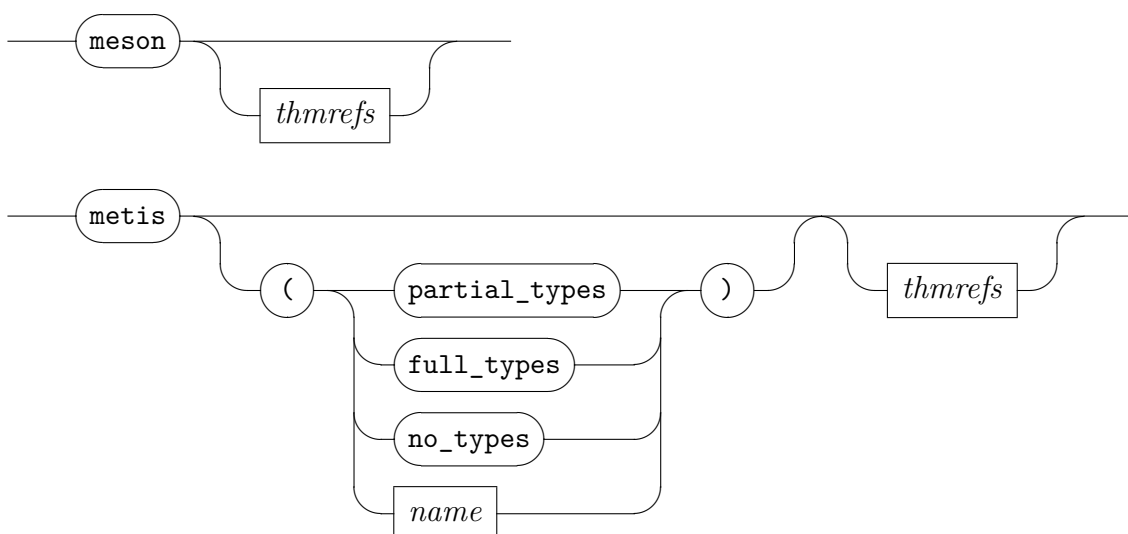 meson
thmrefs
metis
( partial_types ) thmrefs
full_types
no_types
name